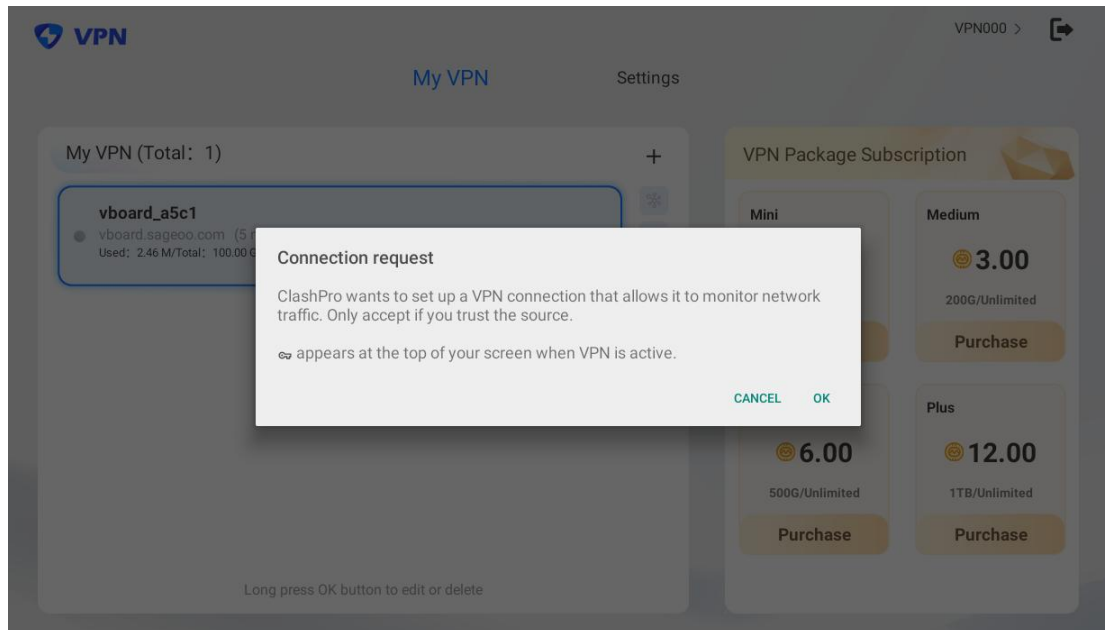 VPN
VPN000 >
My VPN
Settings
My VPN (Total: 1)
+
VPN Package Subscription
vboard_a5c1
vboard.sageoo.com (5
Used: 2.46 M/Total: 100.00 G
Mini
Medium
3.00
200G/Unlimited
Purchase
Connection request
ClashPro wants to set up a VPN connection that allows it to monitor network
traffic. Only accept if you trust the source.
appears at the top of your screen when VPN is active.
CANCEL
OK
Plus
6.00
12.00
500G/Unlimited
1TB/Unlimited
Purchase
Purchase
Long press OK button to edit or delete